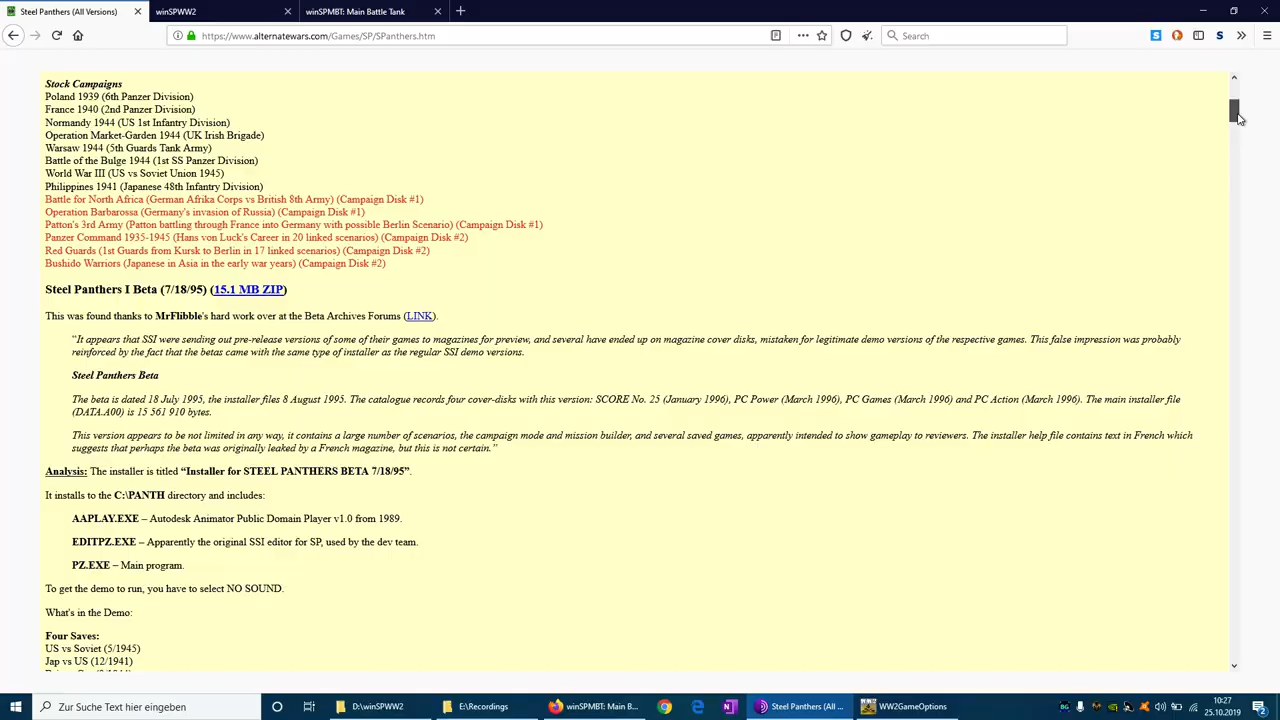 Steel Panthers (All Versions)
winSPWW2
winSPMBT: Main Battle Tank
https://www.alternatewars.com/Games/SP/SPanthers.htm
Search
Stock Campaigns
Poland 1939 (6th Panzer Division)
France 1940 (2nd Panzer Division)
Normandy 1944 (US 1st Infantry Division)
Operation Market-Garden 1944 (UK Irish Brigade)
Warsaw 1944 (5th Guards Tank Army)
Battle of the Bulge 1944 (1st SS Panzer Division)
World War III (US vs Soviet Union 1945)
Philippines 1941 (Japanese 48th Infantry Division)
Battle for North Africa (German Afrika Corps vs British 8th Army) (Campaign Disk #1)
Operation Barbarossa (Germany's invasion of Russia) (Campaign Disk #1)
Patton's 3rd Army (Patton battling through France into Germany with possible Berlin Scenario) (Campaign Disk #1)
Panzer Command 1935-1945 (Hans von Luck's Career in 20 linked scenarios) (Campaign Disk #2)
Red Guards (1st Guards from Kursk to Berlin in 17 linked scenarios) (Campaign Disk #2)
Bushido Warriors (Japanese in Asia in the early war years) (Campaign Disk #2)
Steel Panthers I Beta (7/18/95) (15.1 MB ZIP)
This was found thanks to MrFlibble's hard work over at the Beta Archives Forums (LINK).
“It appears that SSI were sending out pre-release versions of some of their games to magazines for preview, and several have ended up on magazine cover disks, mistaken for legitimate demo versions of the respective games. This false impression was probably
reinforced by the fact that the betas came with the same type of installer as the regular SSI demo versions.
Steel Panthers Beta
The beta is dated 18 July 1995, the installer files 8 August 1995. The catalogue records four cover-disks with this version: SCORE No. 25 (January 1996), PC Power (March 1996), PC Games (March 1996) and PC Action (March 1996). The main installer file
(DATA.A00) is 15 561 910 bytes.
This version appears to be not limited in any way, it contains a large number of scenarios, the campaign mode and mission builder, and several saved games, apparently intended to show gameplay to reviewers. The installer help file contains text in French which
suggests that perhaps the beta was originally leaked by a French magazine, but this is not certain.”
Analysis: The installer is titled “Installer for STEEL PANTHERS BETA 7/18/95”.
It installs to the C:\PANTH directory and includes:
AAPLAY.EXE – Autodesk Animator Public Domain Player v1.0 from 1989.
EDITPZ.EXE – Apparently the original SSI editor for SP, used by the dev team.
PZ.EXE – Main program.
To get the demo to run, you have to select NO SOUND.
What's in the Demo:
Four Saves:
US vs Soviet (5/1945)
Jap vs US (12/1941)
Zur Suche Text hier eingeben
D:\winSPWW2
E:\Recordings
winSPMBT: Main B...
Steel Panthers (All ...
WW2GameOptions
10:27
25.10.2019
2